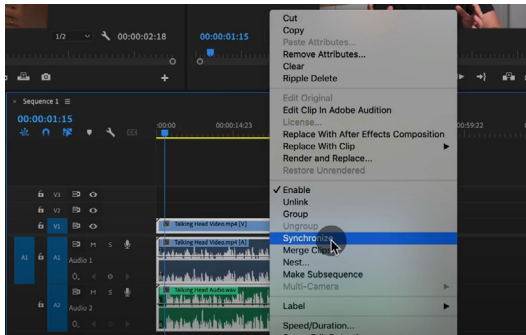 1/2
00:00:02:18
00:00:01:15
Cut
Copy
Paste Attributes...
Remove Attributes...
Clear
Ripple Delete
Edit Original
Edit Clip In Adobe Audition
License...
Replace With After Effects Composition
Replace With Clip
Render and Replace...
Restore Unrendered
Enable
Unlink
Group
Ungroup
Synchronize
Merge Clips
Nest...
Make Subsequence
Multi-Camera
Label
Speed/Duration...
× Sequence 1
00:00:01:15
:00:00
00:00:14:23
00:59:22
V3
V2
V1
Talking Head Video.mp4 [V]
A1 A1 M S
Talking Head Video.mp4 [A]
Audio 1
A2 M S
Talking Head Audio.wav
Audio 2